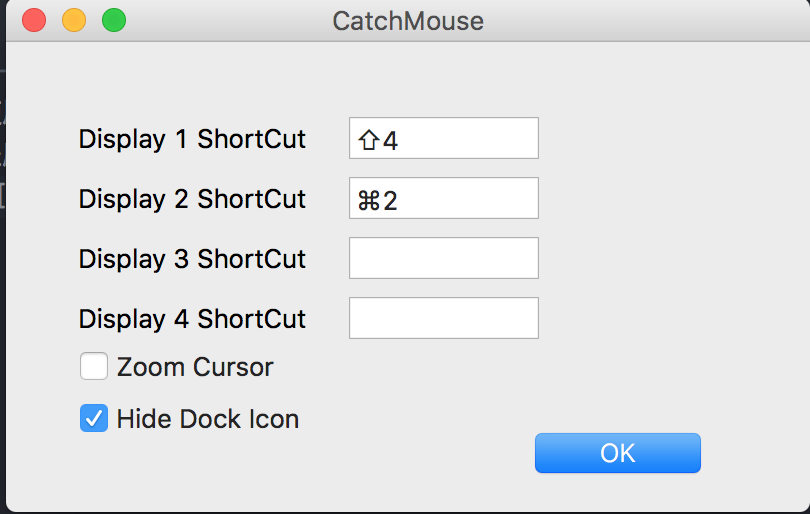 CatchMouse
Display 1 ShortCut ⇧4
Display 2 ShortCut ⌘2
Display 3 ShortCut
Display 4 ShortCut
Zoom Cursor
Hide Dock Icon
OK